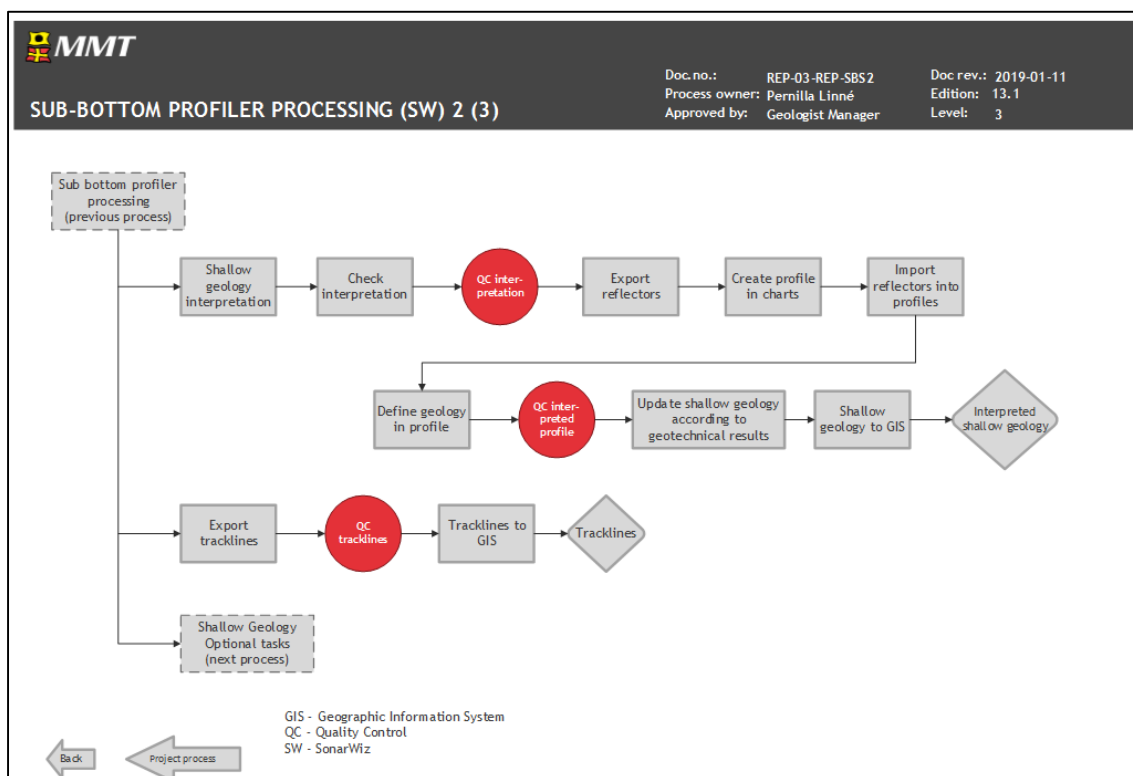 MMT
SUB-BOTTOM PROFILER PROCESSING (SW) 2 (3)
Doc.no.: REP-03-REP-SBS2 Doc rev.: 2019-01-11
Process owner: Pernilla Linné Edition: 13.1
Approved by: Geologist Manager Level: 3
Sub bottom profiler
processing
(previous process)
Shallow
geology
interpretation
Check
interpretation
QC inter-
pretation
Export
reflectors
Create profile
in charts
Import
reflectors into
profiles
Define geology
in profile
QC inter-
preted
profile
Update shallow geology
according to
geotechnical results
Shallow
geology to GIS
Interpreted
shallow geology
Export
tracklines
QC
tracklines
Tracklines to
GIS
Tracklines
Shallow Geology
Optional tasks
(next process)
GIS - Geographic Information System
QC - Quality Control
SW - SonarWiz
Back
Project process